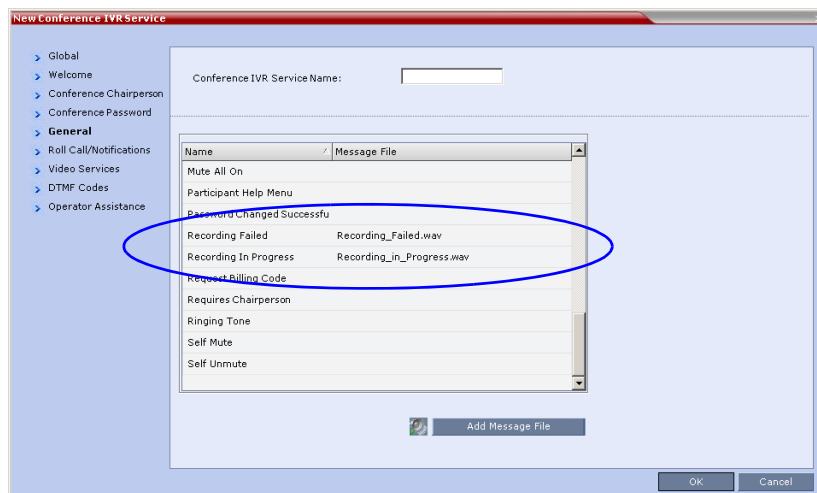 New Conference IVR Service
Global
Welcome
Conference Chairperson
Conference Password
General
Roll Call/Notifications
Video Services
DTMF Codes
Operator Assistance
Conference IVR Service Name:
Name Message File
Mute All On
Participant Help Menu
Password Changed Successfu
Recording Failed Recording_Failed.wav
Recording In Progress Recording_in_Progress.wav
Request Billing Code
Requires Chairperson
Ringing Tone
Self Mute
Self Unmute
Add Message File
OK Cancel